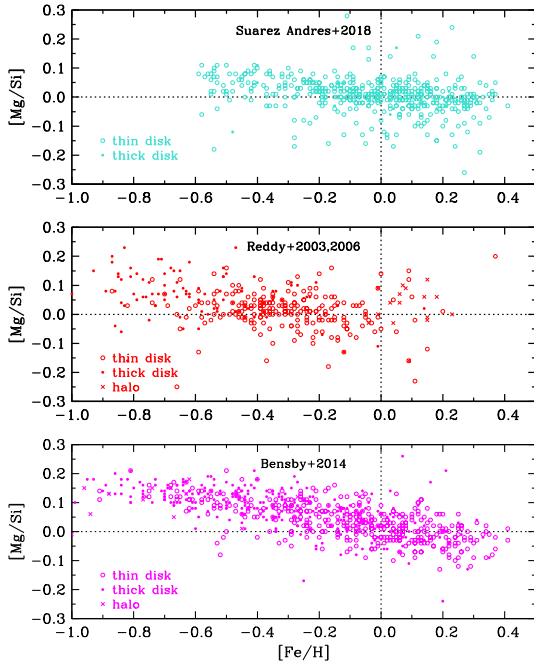 0.3
0.2
0.1
0.0
−0.1
−0.2
−0.3
[Mg/Si]
Suarez Andres+2018
thin disk
thick disk
−1.0 −0.8 −0.6 −0.4 −0.2 0.0 0.2 0.4
0.3
0.2
0.1
0.0
−0.1
−0.2
−0.3
[Mg/Si]
Reddy+2003,2006
thin disk
thick disk
halo
−1.0 −0.8 −0.6 −0.4 −0.2 0.0 0.2 0.4
0.3
0.2
0.1
0.0
−0.1
−0.2
−0.3
[Mg/Si]
Bensby+2014
thin disk
thick disk
halo
−1.0 −0.8 −0.6 −0.4 −0.2 0.0 0.2 0.4
[Fe/H]